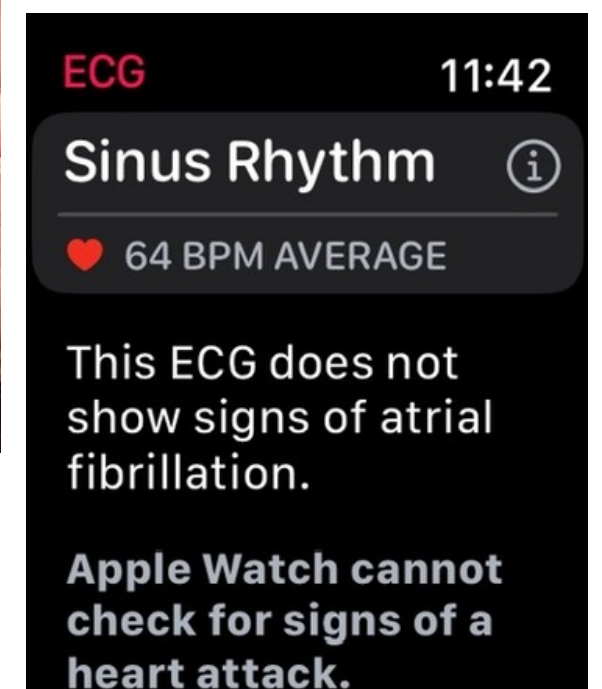 ECG
11:42
Sinus Rhythm
64 BPM AVERAGE
This ECG does not
show signs of atrial
fibrillation.
Apple Watch cannot
check for signs of a
heart attack.